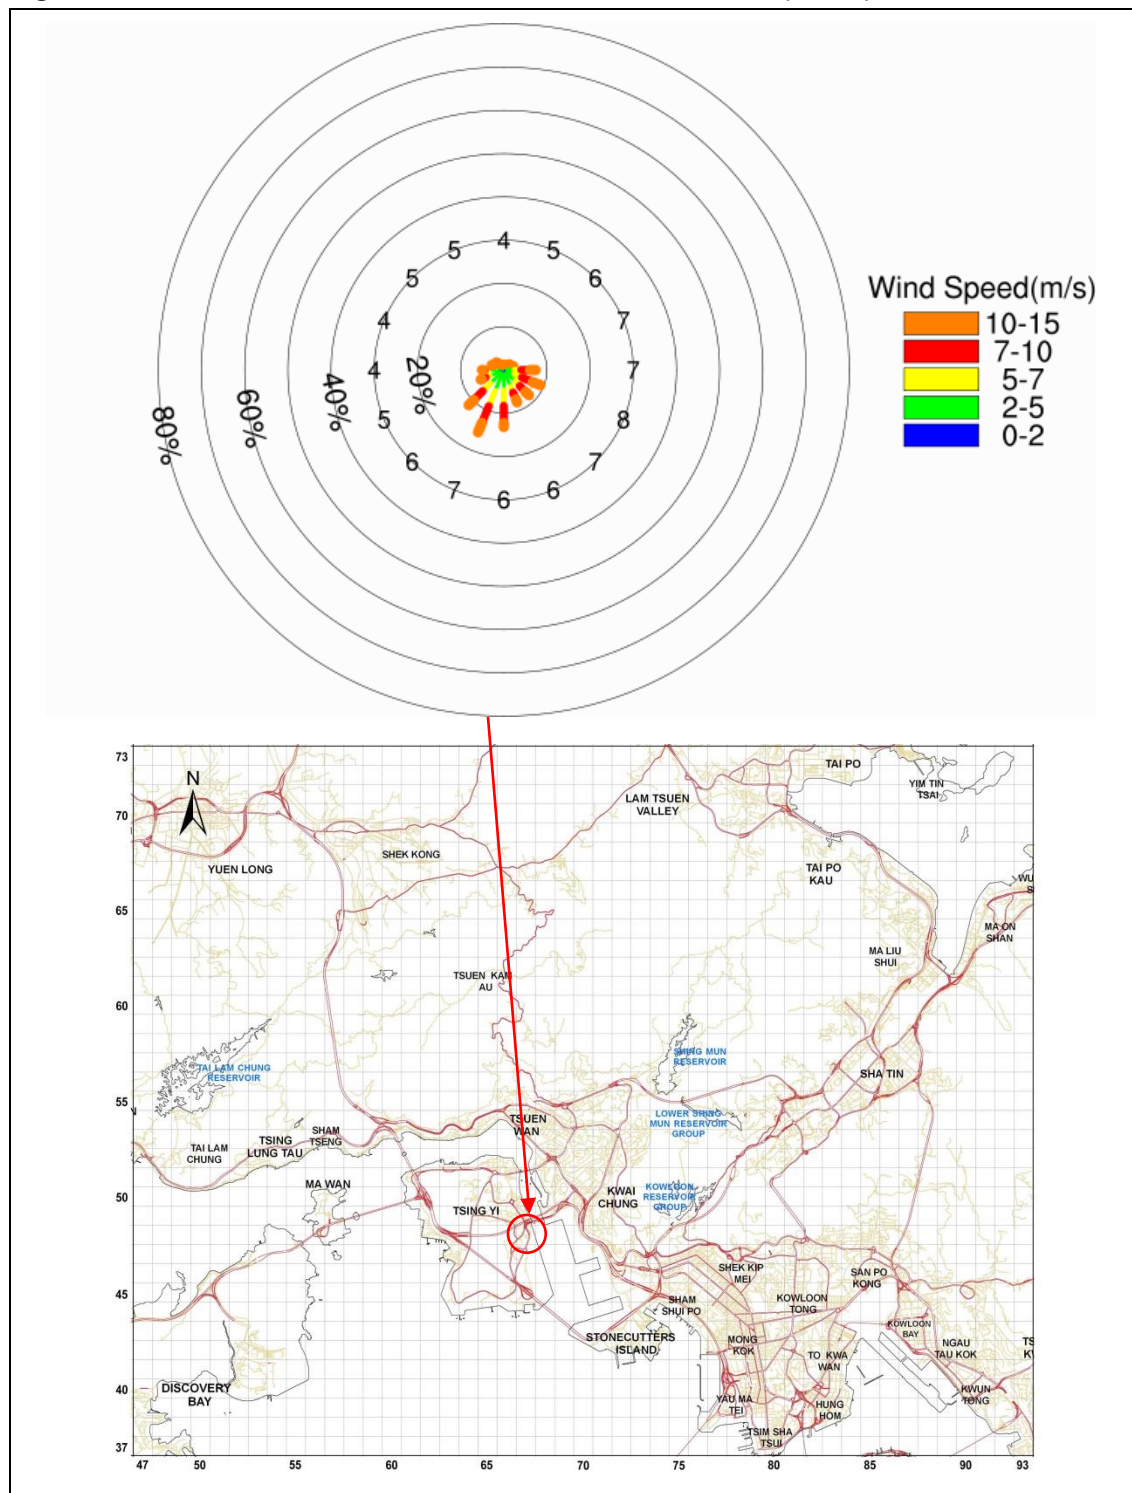 4
5
5
5
6
5
6
4
7
Wind Speed(m/s)
10-15
7-10
5-7
2-5
0-2
4
20%
40%
60%
80%
7
5
8
6
7
7
6
6
73
N
TAI PO
YIM TIN
TSAI
LAM TSUEN
VALLEY
70
SHEK KONG
YUEN LONG
TAI PO
KAU
WU
S
65
MA ON
SHAN
MA LIU
SHUI
TSUEN KAM
AU
60
SHING MUN
RESERVOIR
TAI LAM CHUNG
RESERVOIR
SHA TIN
55
N
LOWER SHING
MUN RESERVOIR
GROUP
TSUEN
WAN
SHAM
TSENG
TSING
LUNG TAU
TAI LAM
CHUNG
MA WAN
50
KWAI
CHUNG
KOWLOON
RESERVOIR
GROUP
TSING YI
SHEK KIP
MEI
SAN PO
KONG
45
SHAM
SHUI PO
KOWLOON
TONG
KOWLOON
BAY
STONECUTTERS
ISLAND
MONG
KOK
NGAU
TAU KOK
TS
KV
TO KWA
WAN
40
DISCOVERY
BAY
KWUN
TONG
YAU MA
TEI
HUNG
HOM
TSIM SHA
TSUI
37
47
50
55
60
65
70
75
80
85
90
93